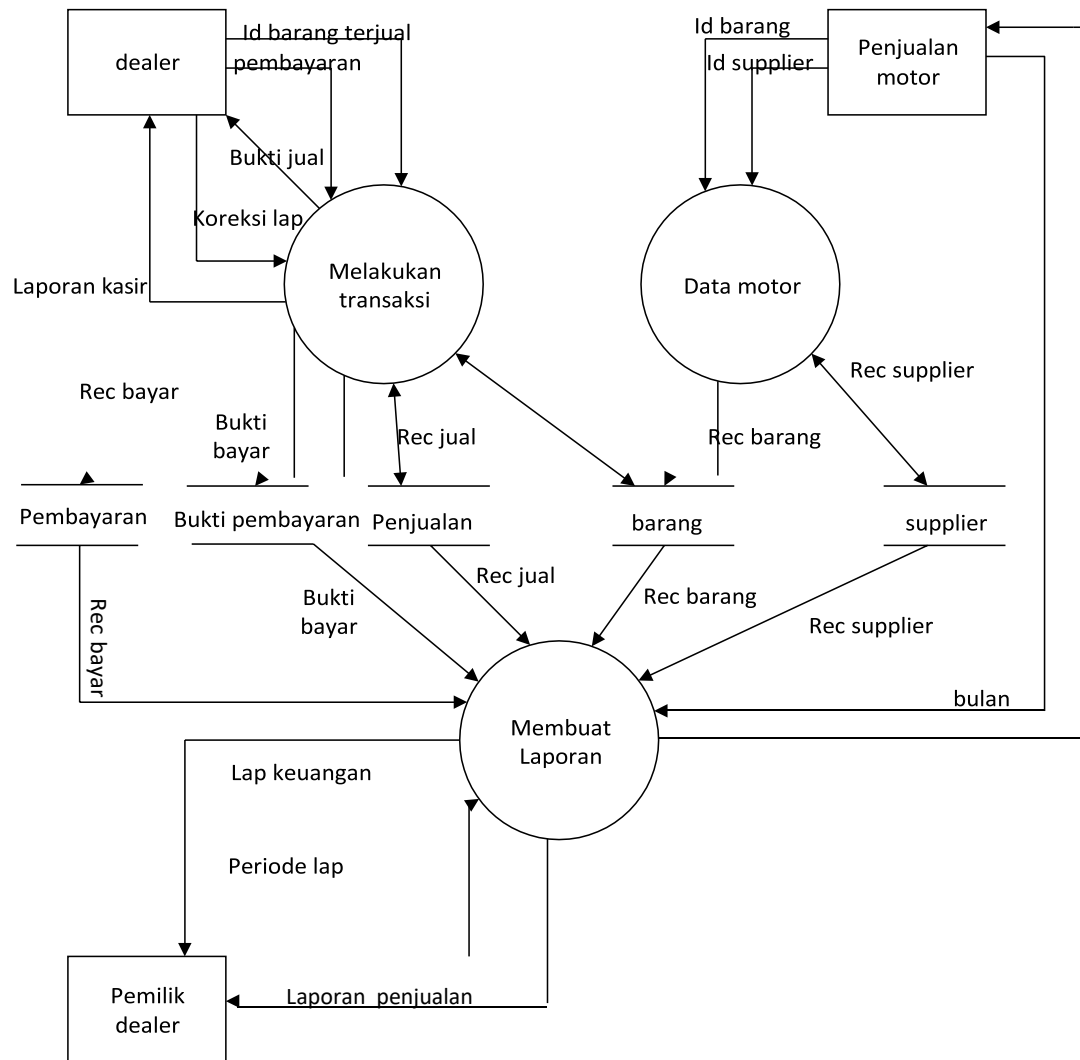 Id barang terjual
pembayaran
dealer
Bukti jual
Koreksi lap
Laporan kasir
Melakukan
transaksi
Id barang
Id supplier
Penjualan
motor
Data motor
Rec bayar
Bukti
bayar
Rec jual
Rec barang
Rec supplier
Pembayaran
Bukti pembayaran
Penjualan
barang
supplier
Rec bayar
Bukti
bayar
Rec jual
Rec barang
Rec supplier
bulan
Membuat
Laporan
Lap keuangan
Periode lap
Laporan penjualan
Pemilik
dealer